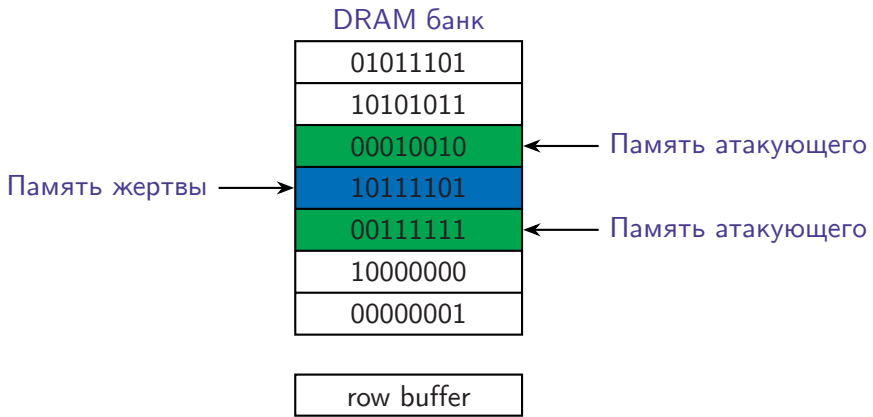 DRAM банк
01011101
10101011
00010010
Память атакующего
Память жертвы
10111101
00111111
Память атакующего
10000000
00000001
row buffer